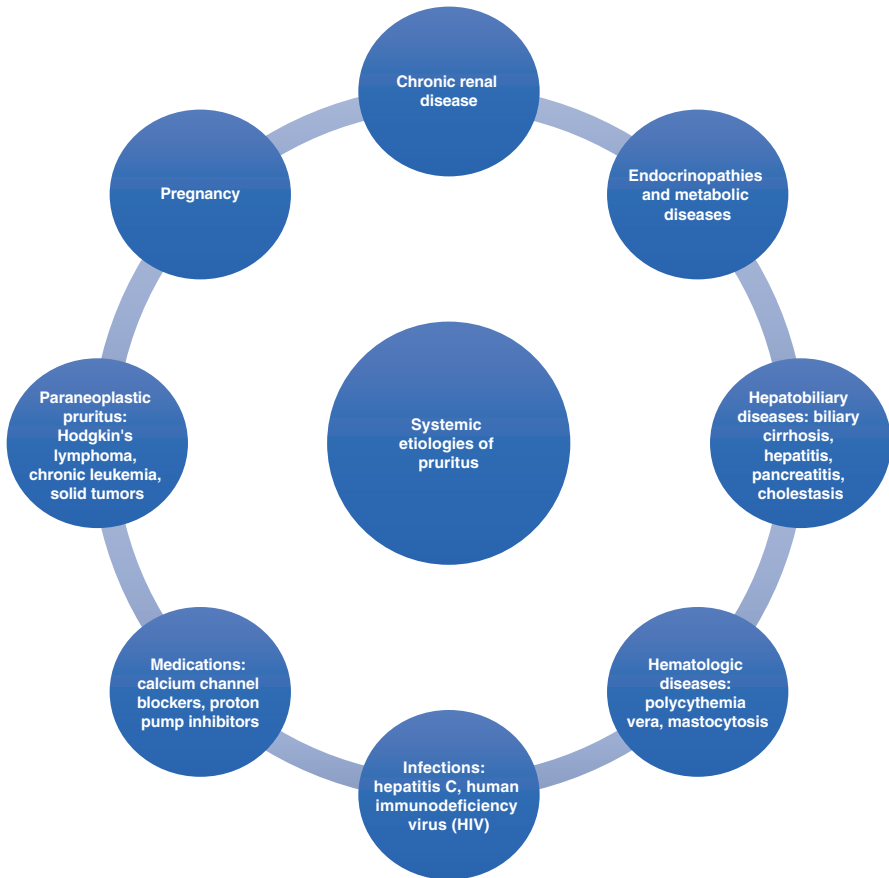 Chronic renal
disease
Endocrinopathies
and metabolic
diseases
Hepatobiliary
diseases: biliary
cirrhosis,
hepatitis,
pancreatitis,
cholestasis
Hematologic
diseases:
polycythemia
vera, mastocytosis
Infections:
hepatitis C, human
immunodeficiency
virus (HIV)
Medications:
calcium channel
blockers, proton
pump inhibitors
Paraneoplastic
pruritus:
Hodgkin's
lymphoma,
chronic leukemia,
solid tumors
Pregnancy
Systemic
etiologies of
pruritus